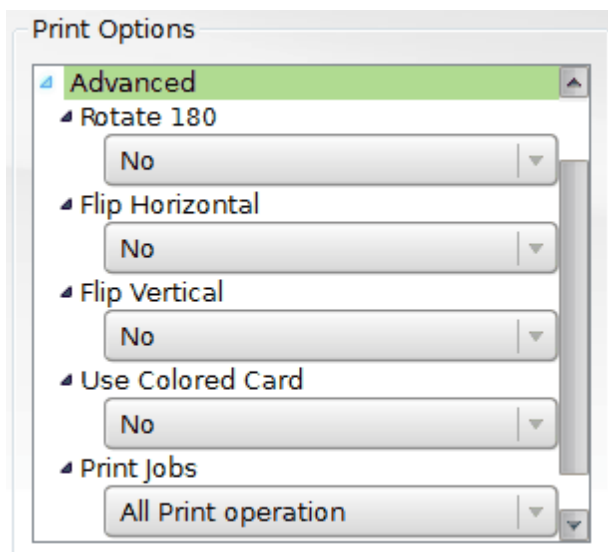 Print Options
Advanced
Rotate 180
No
Flip Horizontal
No
Flip Vertical
No
Use Colored Card
No
Print Jobs
All Print operation